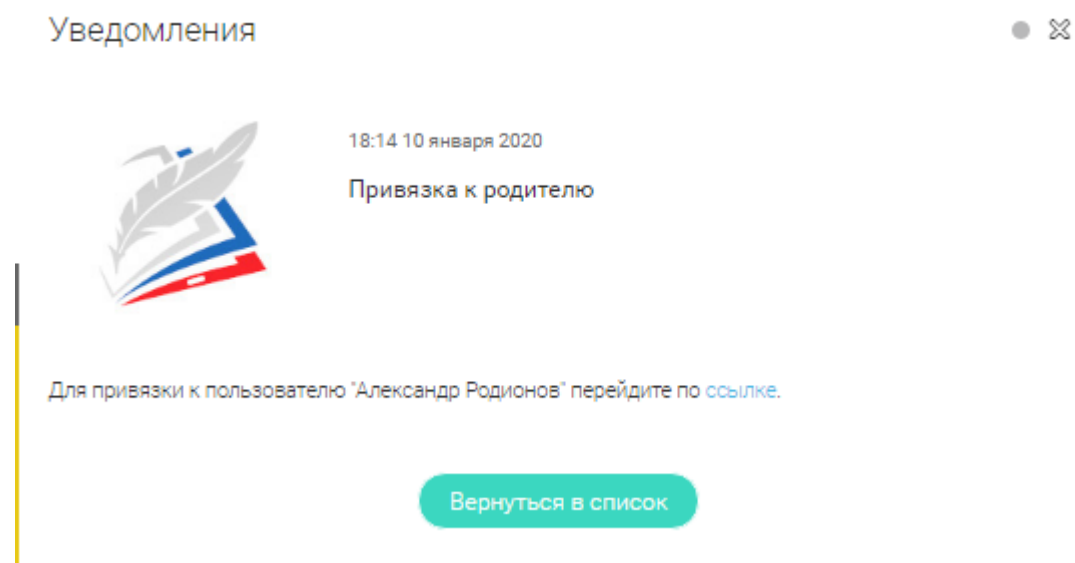 Уведомления
18:14 10 января 2020
Привязка к родителю
Для привязки к пользователю "Александр Родионов" перейдите по ссылке.
Вернуться в список